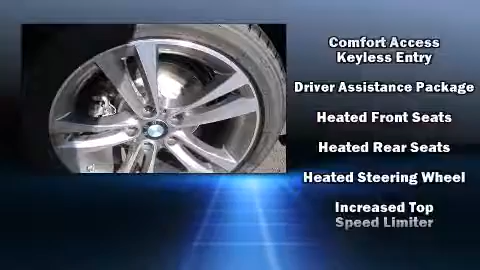 Comfort Access
Keyless Entry
Driver Assistance Package
Heated Front Seats
Heated Rear Seats
Heated Steering Wheel
Increased Top
Speed Limiter